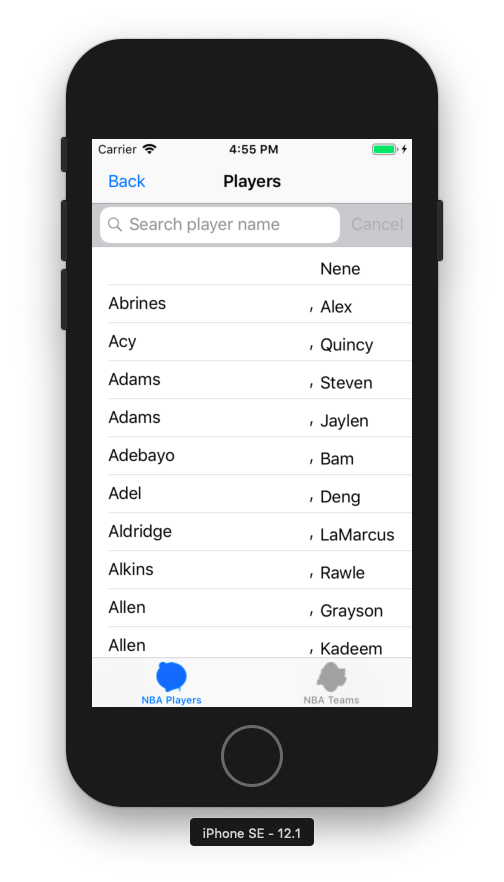 Carrier 4:55 PM
Back Players
Search player name Cancel
Nene
Abrines , Alex
Acy , Quincy
Adams , Steven
Adams , Jaylen
Adebayo , Bam
Adel , Deng
Aldridge , LaMarcus
Alkins , Rawle
Allen , Grayson
Allen , Kadeem
NBA Players NBA Teams
iPhone SE - 12.1